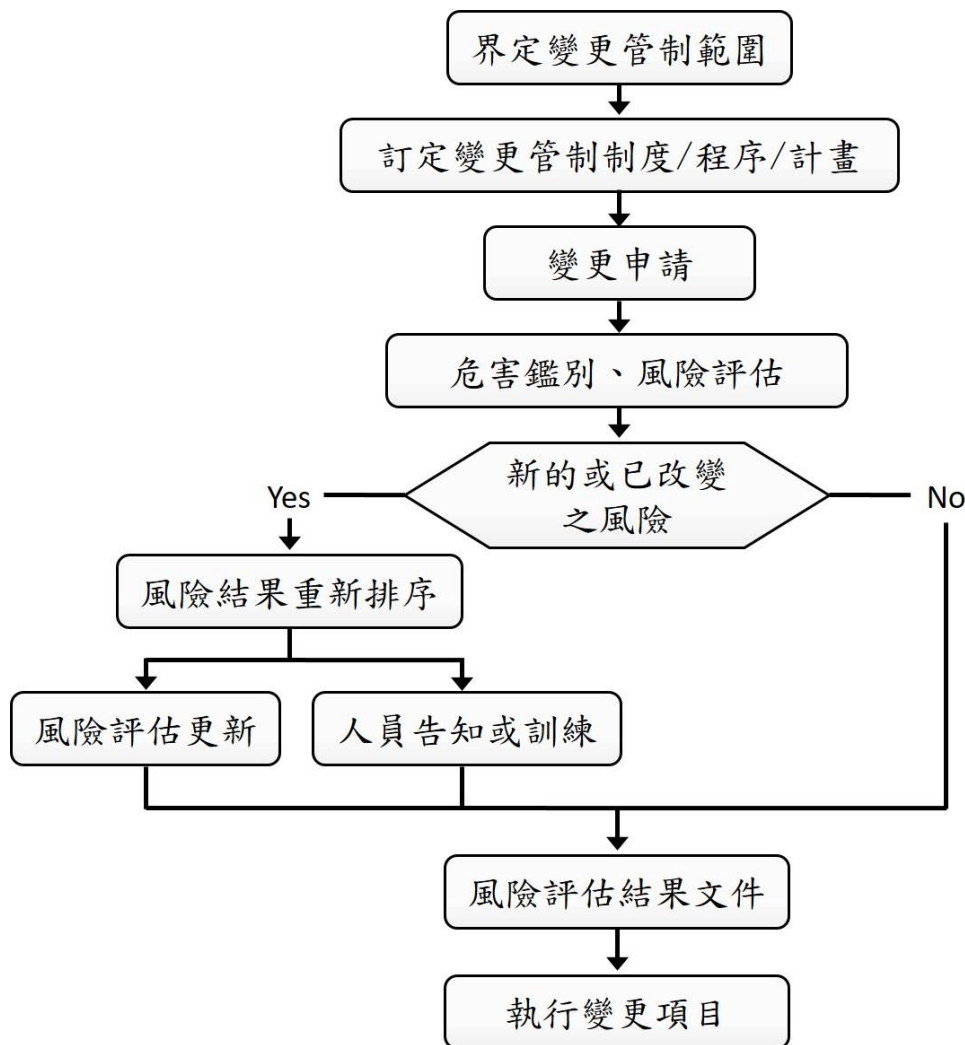 界定變更管制範圍
訂定變更管制制度/程序/計畫
變更申請
危害鑑別、風險評估
新的或已改變
之風險
Yes
No
風險結果重新排序
風險評估更新
人員告知或訓練
風險評估結果文件
執行變更項目